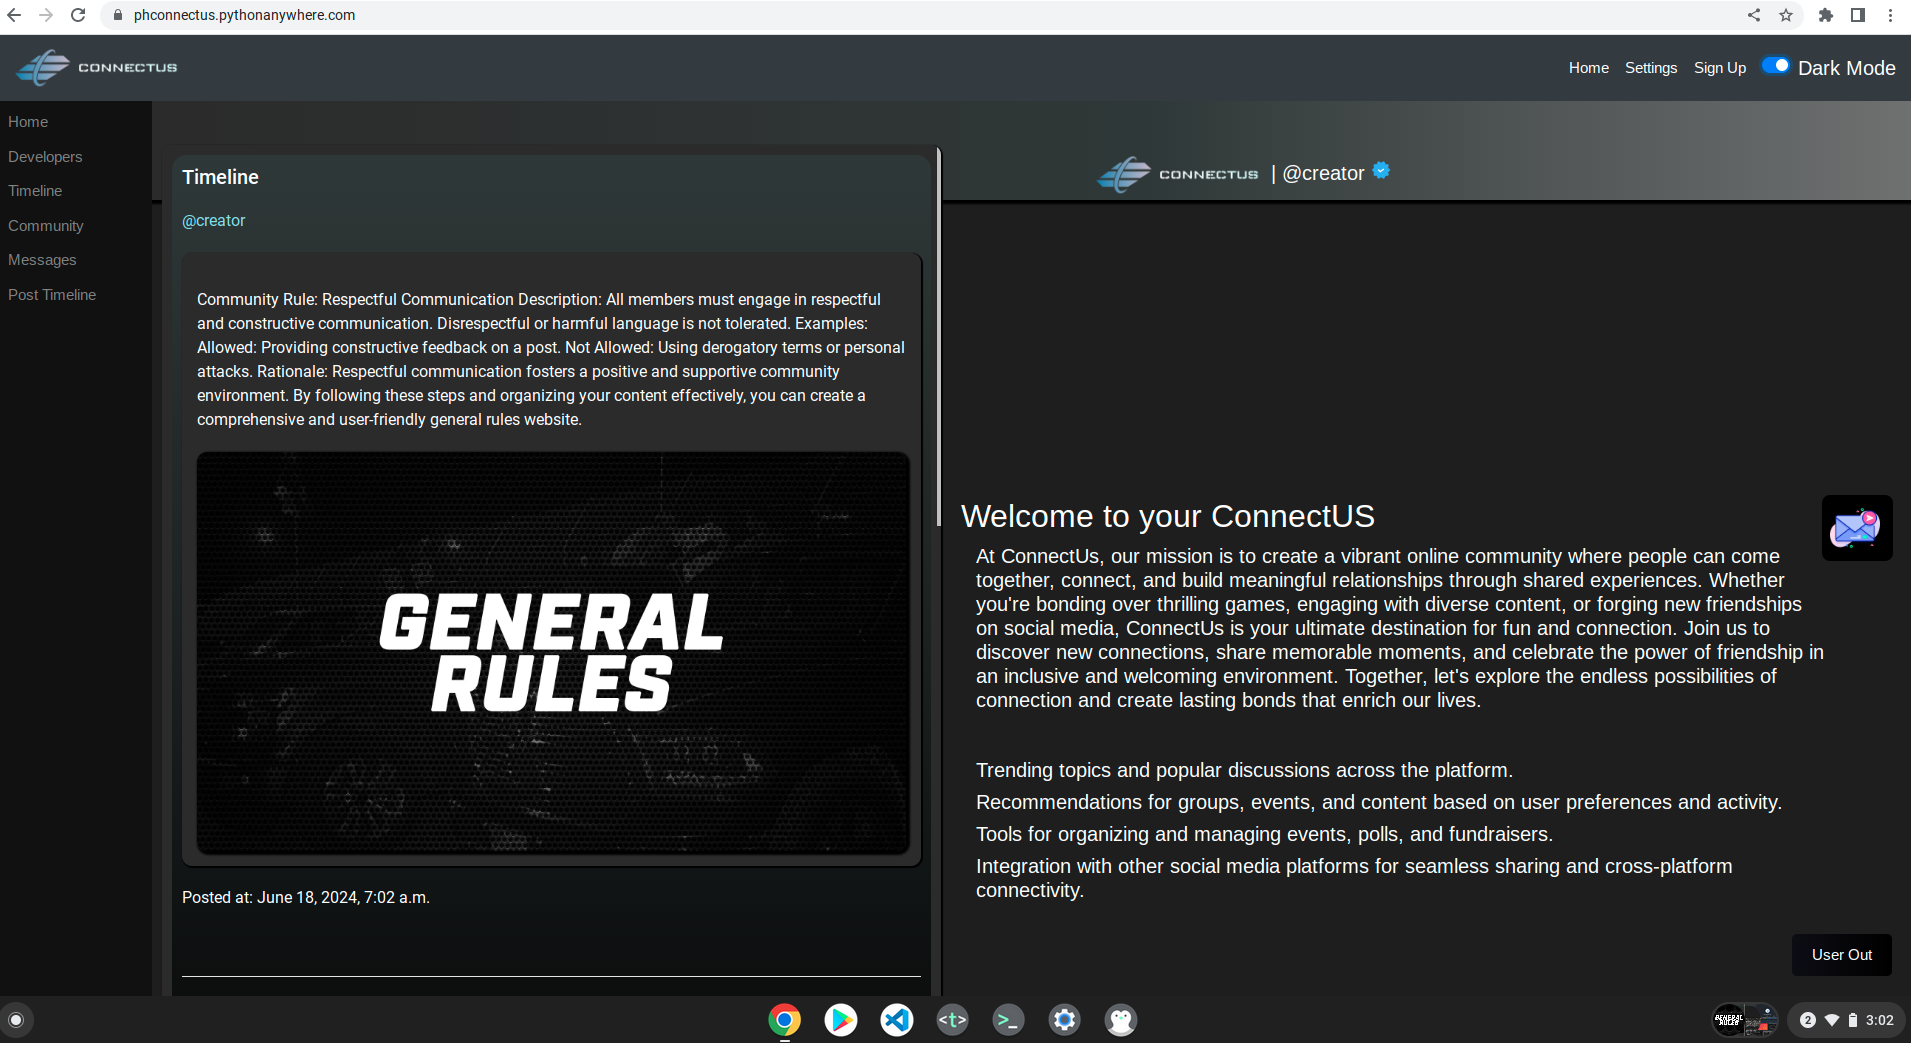 phconnectus.pythonanywhere.com
CONNECTUS
Home Settings Sign Up Dark Mode
Home
Developers
Timeline
Community
Messages
Post Timeline
Timeline
@creator
Community Rule: Respectful Communication Description: All members must engage in respectful
and constructive communication. Disrespectful or harmful language is not tolerated. Examples:
Allowed: Providing constructive feedback on a post. Not Allowed: Using derogatory terms or personal
attacks. Rationale: Respectful communication fosters a positive and supportive community
environment. By following these steps and organizing your content effectively, you can create a
comprehensive and user-friendly general rules website.
GENERAL
RULES
Posted at: June 18, 2024, 7:02 a.m.
CONNECTUS | @creator
Welcome to your ConnectUS
At ConnectUs, our mission is to create a vibrant online community where people can come
together, connect, and build meaningful relationships through shared experiences. Whether
you're bonding over thrilling games, engaging with diverse content, or forging new friendships
on social media, ConnectUs is your ultimate destination for fun and connection. Join us to
discover new connections, share memorable moments, and celebrate the power of friendship in
an inclusive and welcoming environment. Together, let's explore the endless possibilities of
connection and create lasting bonds that enrich our lives.
Trending topics and popular discussions across the platform.
Recommendations for groups, events, and content based on user preferences and activity.
Tools for organizing and managing events, polls, and fundraisers.
Integration with other social media platforms for seamless sharing and cross-platform
connectivity.
User Out
<t>
>_
GENERAL
RULES
2 3:02